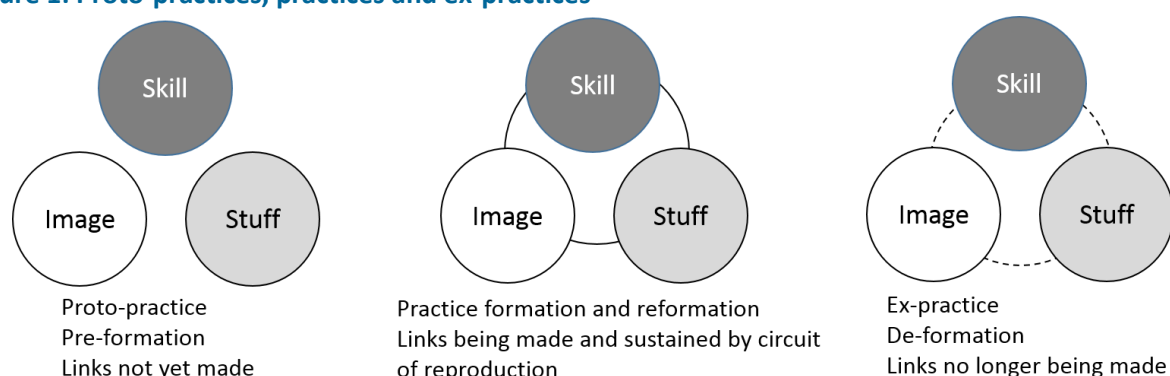 Figure 1: Proto-practices, practices and ex-practices
Skill
Image
Stuff
Proto-practice
Pre-formation
Links not yet made
Skill
Image
Stuff
Practice formation and reformation
Links being made and sustained by circuit
of reproduction
Skill
Image
Stuff
Ex-practice
De-formation
Links no longer being made